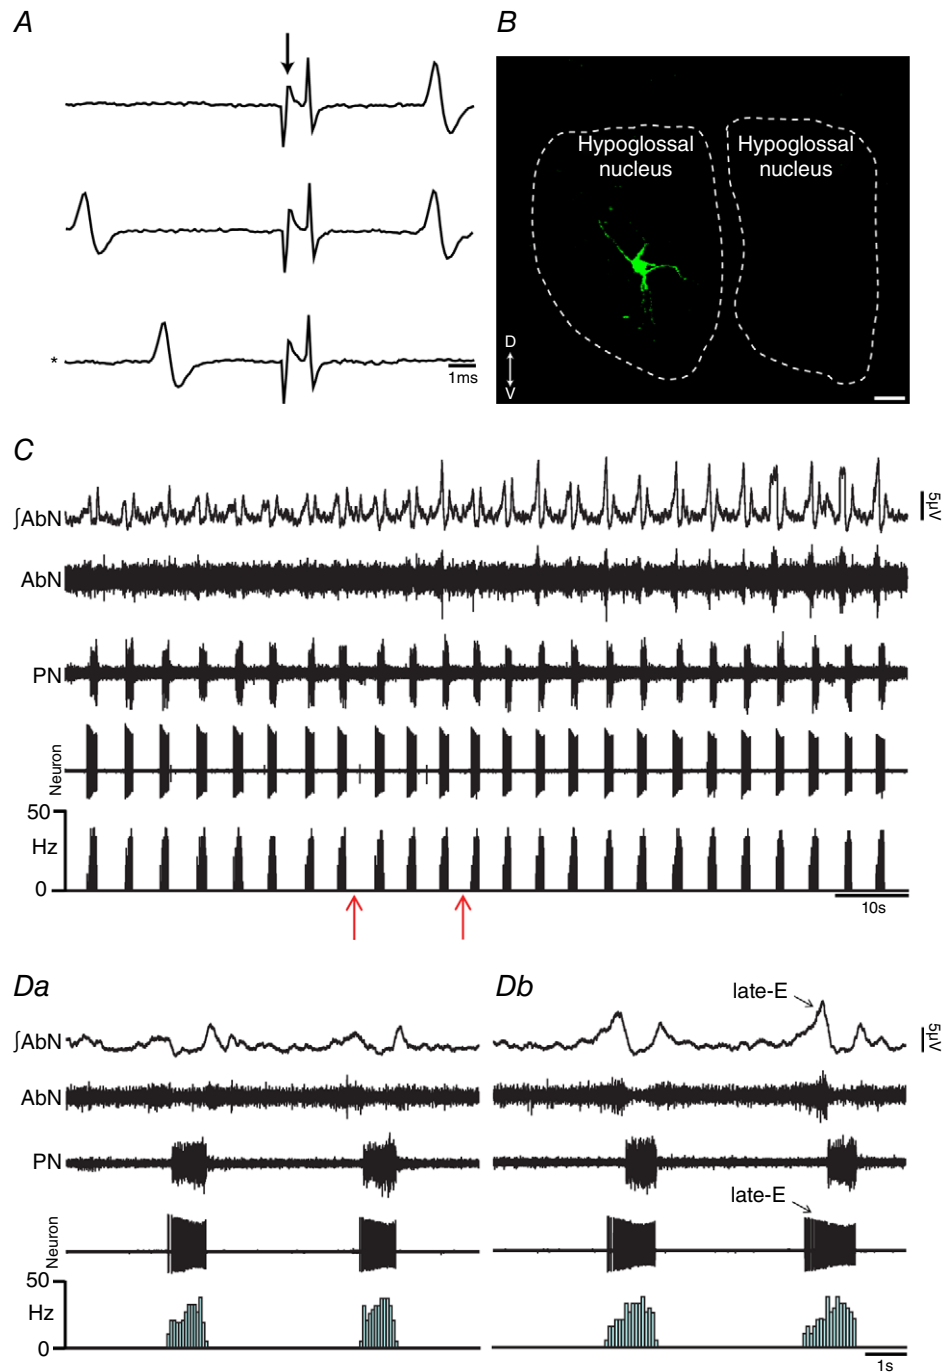 A
B
*
1ms
Hypoglossal
nucleus
Hypoglossal
nucleus
D
V
C
∫AbN
5µV
AbN
PN
Neuron
50
Hz
0
10s
Da
Db
late-E
∫AbN
5µV
AbN
PN
late-E
Neuron
50
Hz
0
1s